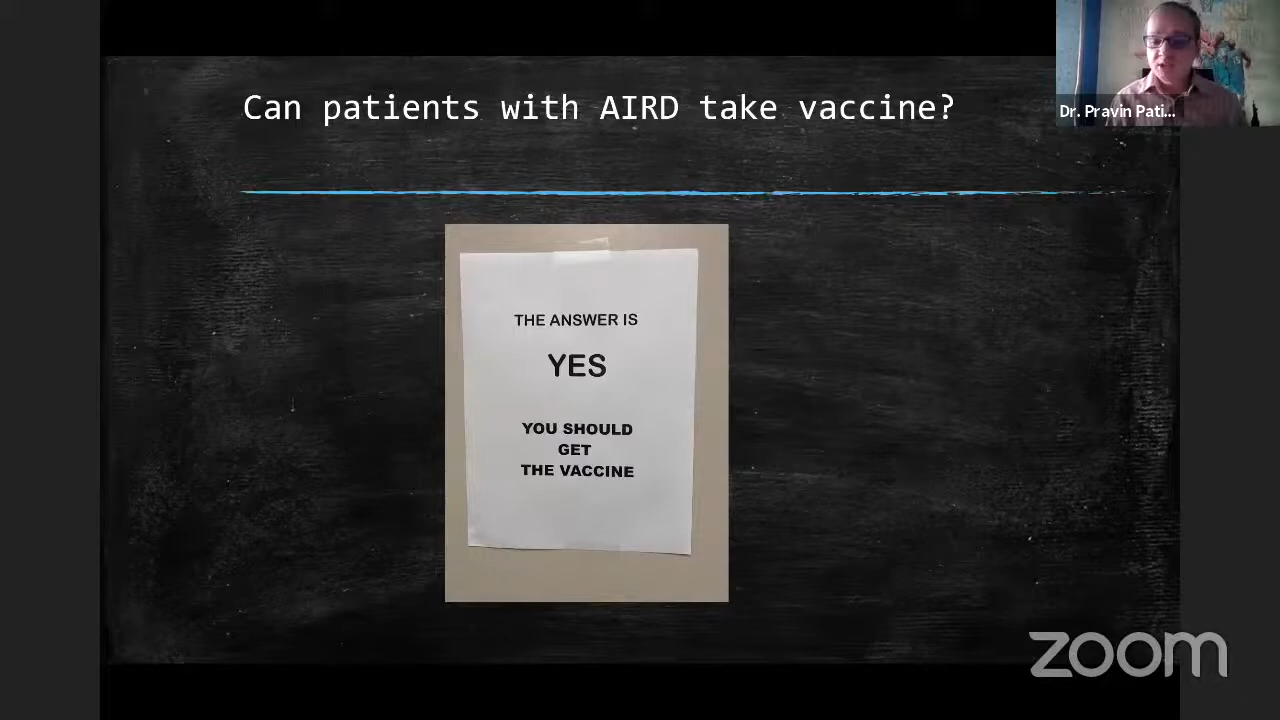 Can patients with AIRD take vaccine?
Dr. Pravin Pati...
THE ANSWER IS
YES
YOU SHOULD
GET
THE VACCINE
zoom